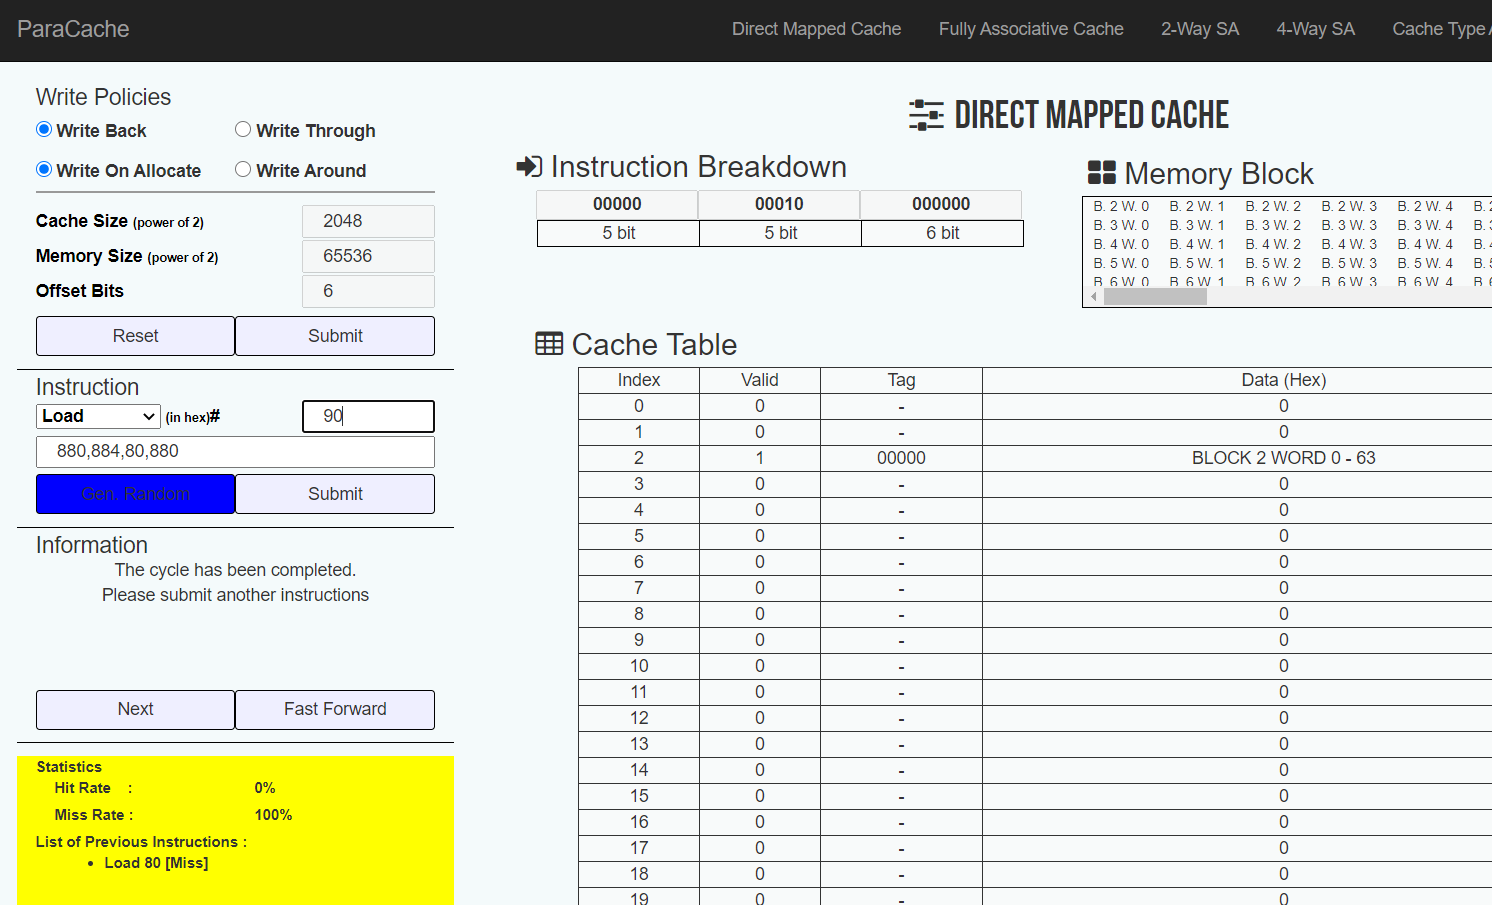 ParaCache
Direct Mapped Cache Fully Associative Cache 2-Way SA 4-Way SA Cache Type
Write Policies
Write Back Write Through
Write On Allocate Write Around
Cache Size (power of 2) 2048
Memory Size (power of 2) 65536
Offset Bits 6
Reset Submit
Instruction
Load (in hex)# 90
880,884,80,880
Gen. Random Submit
Information
The cycle has been completed.
Please submit another instructions
Next Fast Forward
Statistics
Hit Rate : 0%
Miss Rate : 100%
List of Previous Instructions :
• Load 80 [Miss]
DIRECT MAPPED CACHE
Instruction Breakdown
00000 00010 000000
5 bit 5 bit 6 bit
Memory Block
B. 2 W. 0 B. 2 W. 1 B. 2 W. 2 B. 2 W. 3 B. 2 W. 4 B. 2
B. 3 W. 0 B. 3 W. 1 B. 3 W. 2 B. 3 W. 3 B. 3 W. 4 B. 3
B. 4 W. 0 B. 4 W. 1 B. 4 W. 2 B. 4 W. 3 B. 4 W. 4 B. 4
B. 5 W. 0 B. 5 W. 1 B. 5 W. 2 B. 5 W. 3 B. 5 W. 4 B. 5
B. 6 W. 0 B. 6 W. 1 B. 6 W. 2 B. 6 W. 3 B. 6 W. 4 B. 6
Cache Table
Index Valid Tag Data (Hex)
0 0 - 0
1 0 - 0
2 1 00000 BLOCK 2 WORD 0 - 63
3 0 - 0
4 0 - 0
5 0 - 0
6 0 - 0
7 0 - 0
8 0 - 0
9 0 - 0
10 0 - 0
11 0 - 0
12 0 - 0
13 0 - 0
14 0 - 0
15 0 - 0
16 0 - 0
17 0 - 0
18 0 - 0
19 0 - 0